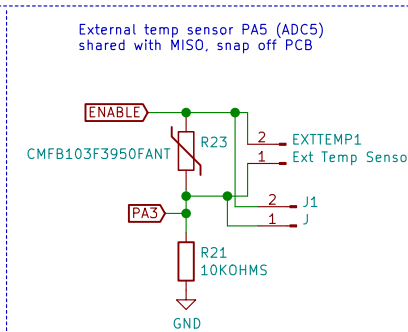 External temp sensor PA5 (ADC5)
shared with MISO, snap off PCB
ENABLE
R23
CMFB103F3950FANT
2 EXTTEMP1
1 Ext Temp Senso
2 J1
1 J
PA3
R21
10KOHMS
GND